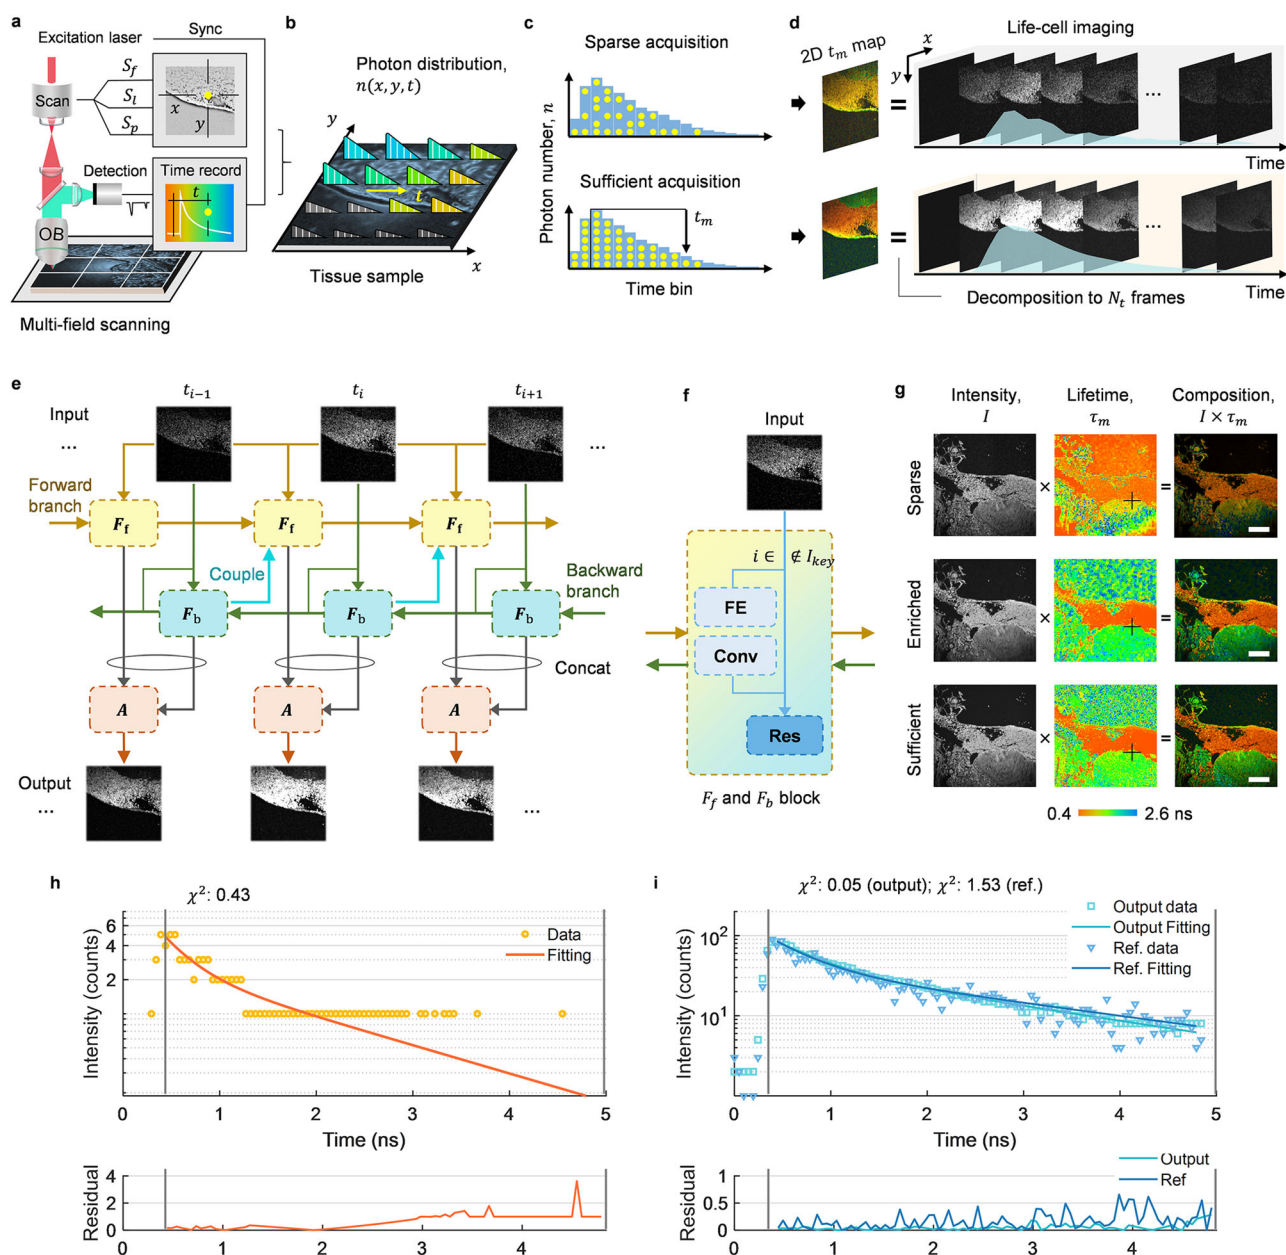 a
Excitation laser
Sync
Scan
S_f
S_l
S_p
x
y
Detection
Time record
t
OB
Multi-field scanning
b
Photon distribution,
n(x, y, t)
y
t
x
Tissue sample
c
Sparse acquisition
Sufficient acquisition
t_m
Photon number, n
Time bin
d
Life-cell imaging
2D t_m map
x
y
=
...
Time
=
...
Time
Decomposition to N_t frames
e
t_{i-1}
t_i
t_{i+1}
Input
...
...
Forward
branch
F_f
F_f
F_f
Couple
Backward
branch
F_b
F_b
F_b
Concat
A
A
A
Output
...
...
f
Input
i ∈
∉ I_key
FE
Conv
Res
F_f and F_b block
g
Intensity,
I
Lifetime,
τ_m
Composition,
I × τ_m
Sparse
×
=
Enriched
×
=
Sufficient
×
=
0.4
2.6 ns
h
χ²: 0.43
Intensity (counts)
6
4
2
Data
Fitting
0 1 2 3 4 5
Time (ns)
Residual
4
2
0
0 1 2 3 4 5
i
χ²: 0.05 (output); χ²: 1.53 (ref.)
Intensity (counts)
10²
10¹
Output data
Output Fitting
Ref. data
Ref. Fitting
0 1 2 3 4 5
Time (ns)
Residual
1
0.5
0
Output
Ref
0 1 2 3 4 5